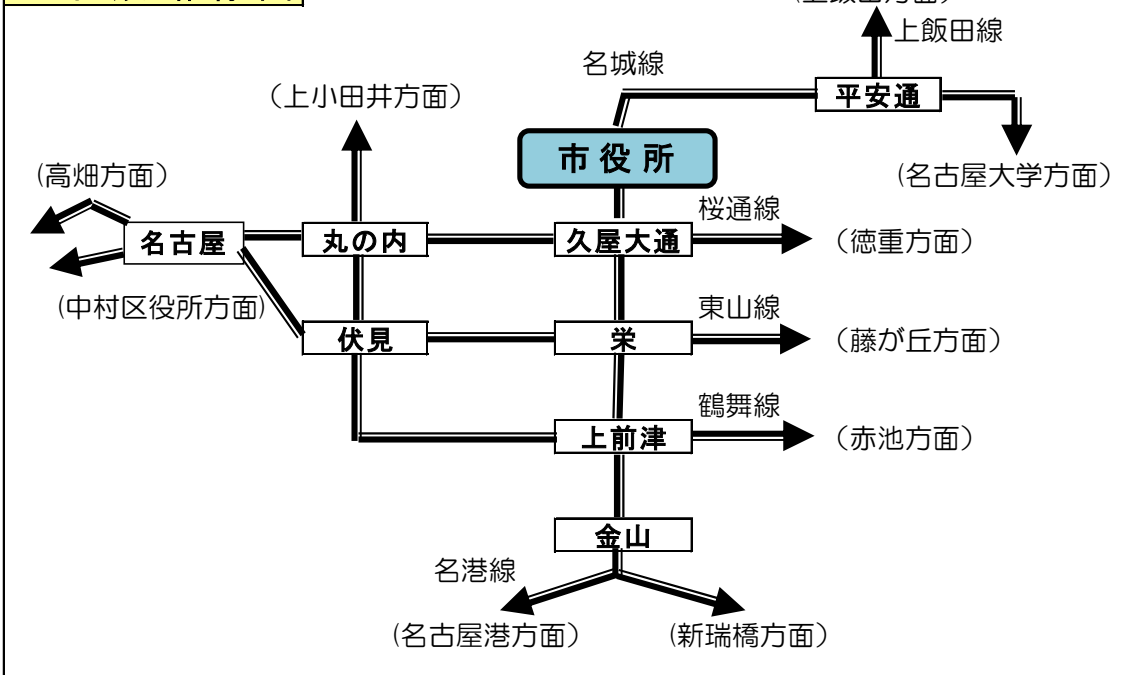 上飯田線
名城線
平安通
（上小田井方面）
市役所
(名古屋大学方面）
(高畑方面）
桜通線
名古屋
丸の内
久屋大通
（徳重方面）
(中村区役所方面)
東山線
伏見
栄
（藤が丘方面）
鶴舞線
上前津
（赤池方面）
金山
名港線
(名古屋港方面）
(新瑞橋方面）